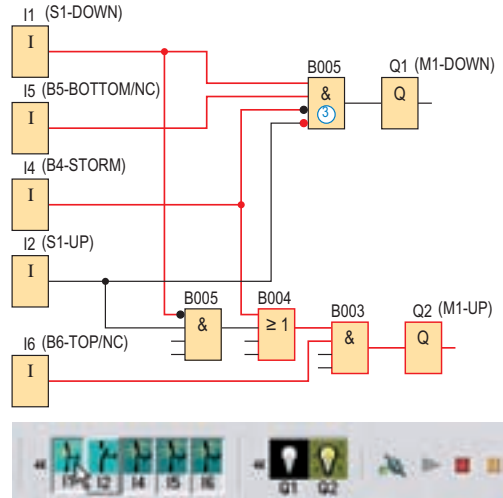 I1 (S1-DOWN)
I
B005
Q1 (M1-DOWN)
I5 (B5-BOTTOM/NC)
&
Q
I
3
I4 (B4-STORM)
I
I2 (S1-UP)
I
B005
B004
&
≥ 1
B003
Q2 (M1-UP)
I6 (B6-TOP/NC)
&
Q
I
I1 I2 I4 I5 I6 Q1 Q2